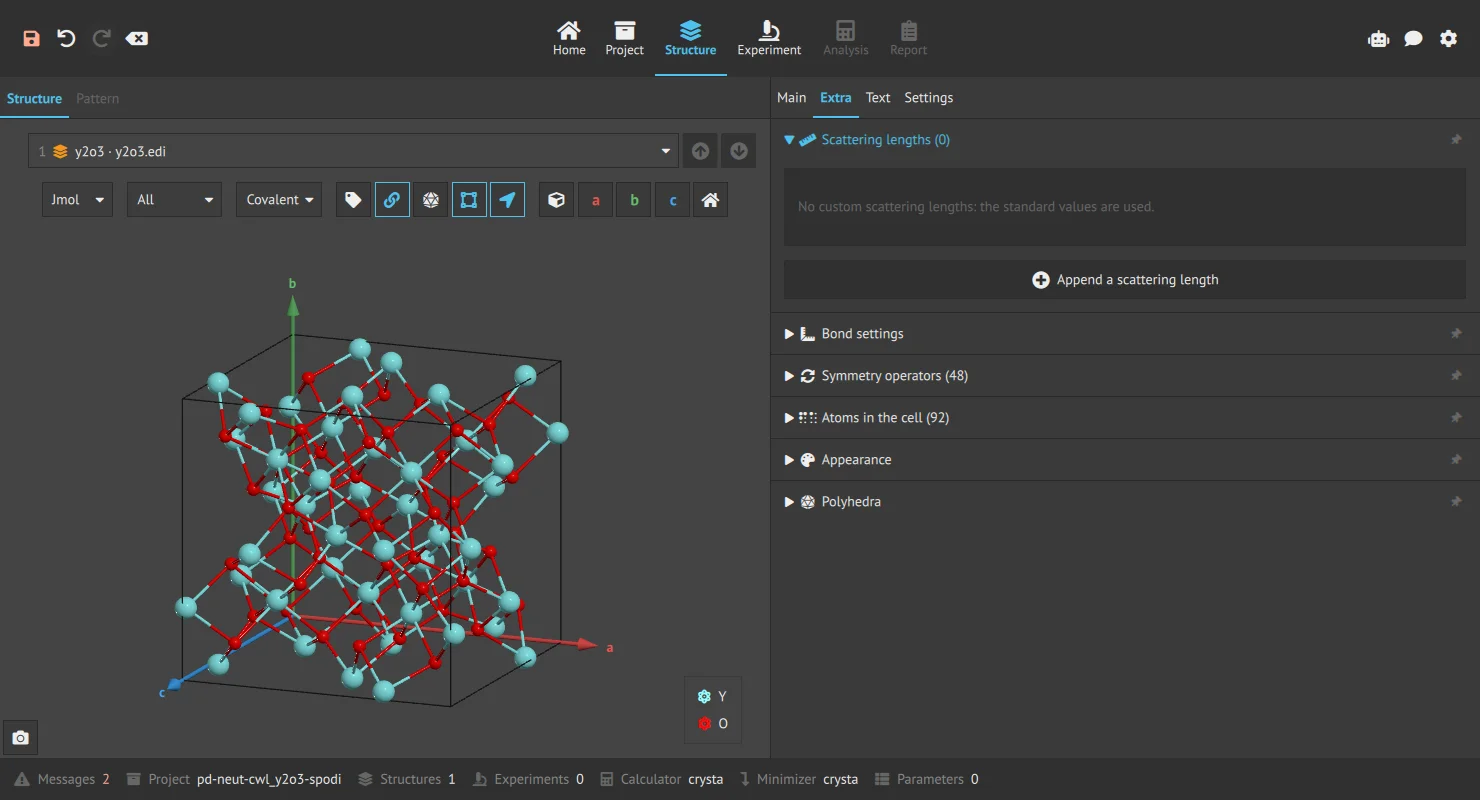 Home Project Structure Experiment Analysis Report
Structure Pattern
Main Extra Text Settings
1 y2o3 · y2o3.edi
Jmol All Covalent a b c
b
a
c
Y
O
Scattering lengths (0)
No custom scattering lengths: the standard values are used.
Append a scattering length
Bond settings
Symmetry operators (48)
Atoms in the cell (92)
Appearance
Polyhedra
Messages 2 Project pd-neut-cwl_y2o3-spodi Structures 1 Experiments 0 Calculator crysta Minimizer crysta Parameters 0